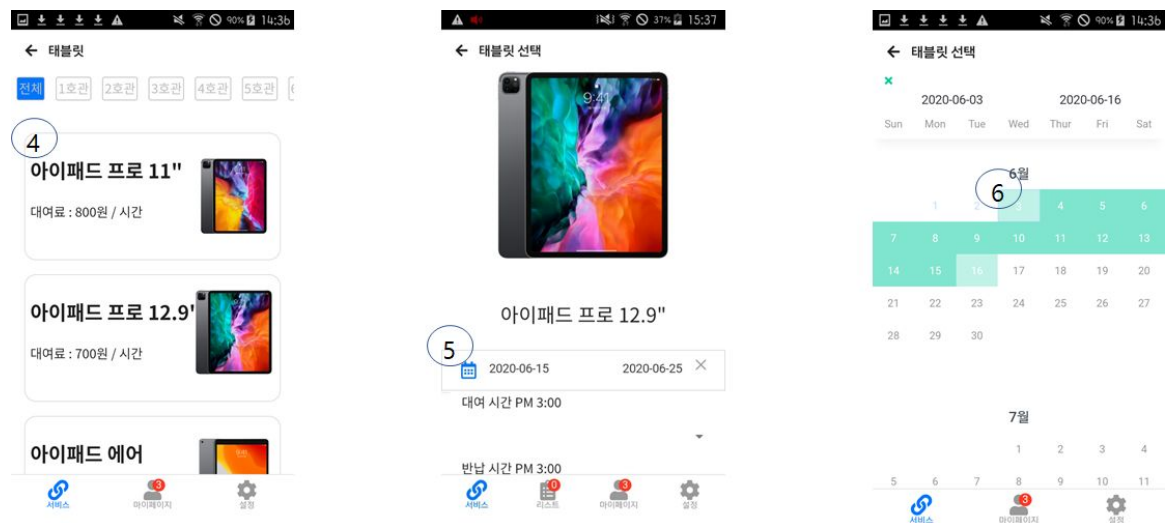 90% 14:36
태블릿
전체 1호관 2호관 3호관 4호관 5호관
4
아이패드 프로 11"
대여료 : 800원 / 시간
아이패드 프로 12.9"
대여료 : 700원 / 시간
아이패드 에어
3
서비스 마이페이지 설정
37% 15:37
태블릿 선택
9:41
아이패드 프로 12.9"
5
2020-06-15 2020-06-25 ×
대여 시간 PM 3:00
반납 시간 PM 3:00
0 3
서비스 리스트 마이페이지 설정
90% 14:36
태블릿 선택
×
2020-06-03 2020-06-16
Sun Mon Tue Wed Thur Fri Sat
6월
6
1 2 3 4 5 6
7 8 9 10 11 12 13
14 15 16 17 18 19 20
21 22 23 24 25 26 27
28 29 30
7월
1 2 3 4
5 6 7 8 9 10 11
3
서비스 마이페이지 설정